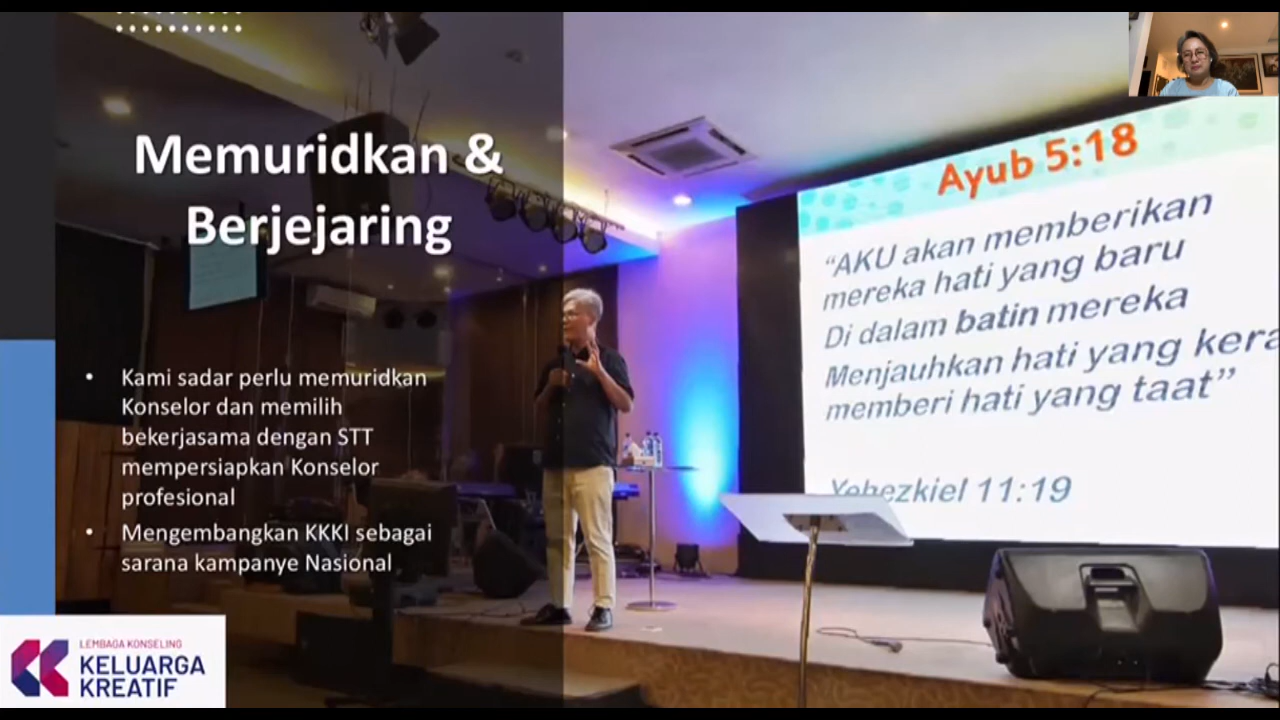 Memuridkan &
Berjejaring
• Kami sadar perlu memuridkan
Konselor dan memilih
bekerjasama dengan STT
mempersiapkan Konselor
profesional
• Mengembangkan KKKI sebagai
sarana kampanye Nasional
LEMBAGA KONSELING
KELUARGA
KREATIF
Ayub 5:18
“AKU akan memberikan
mereka hati yang baru
Di dalam batin mereka
Menjauhkan hati yang kera
memberi hati yang taat”
Yehezkiel 11:19